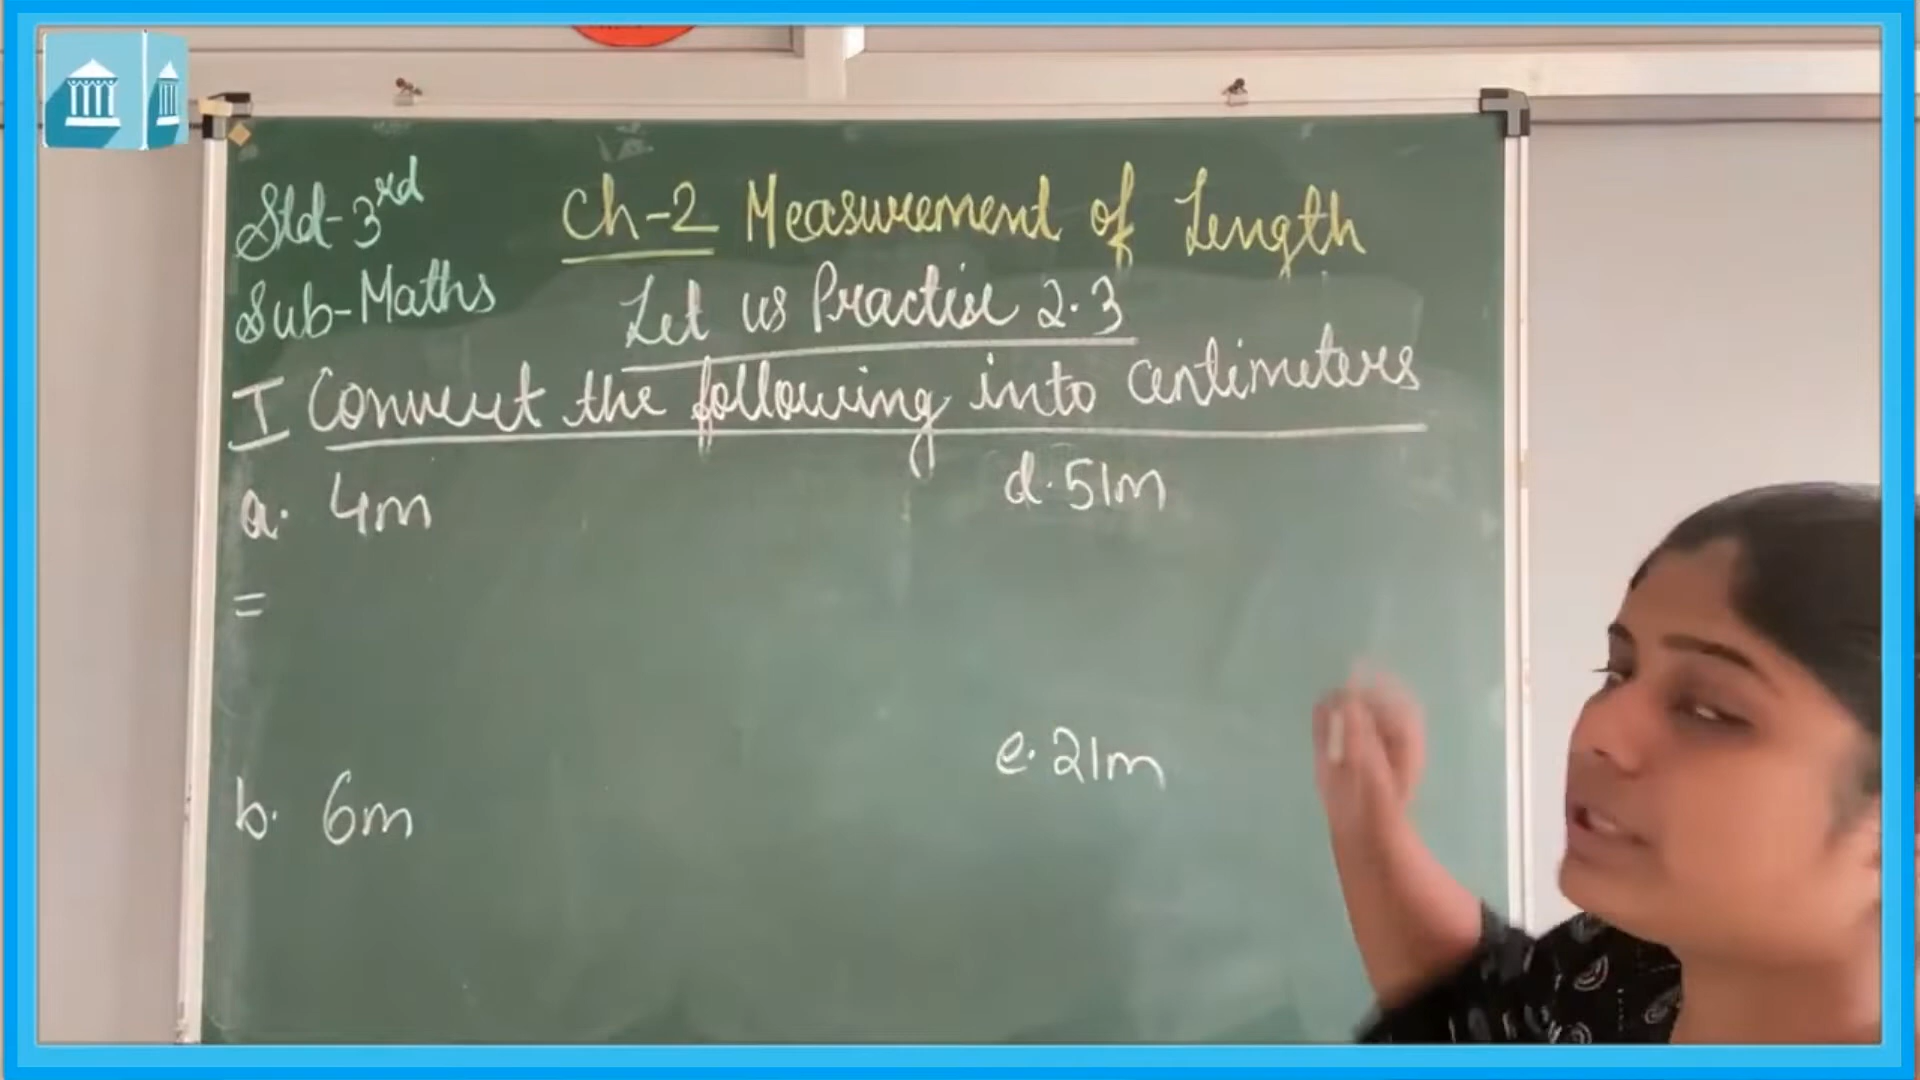 Std-3rd
Ch-2 Measurement of Length
Sub-Maths
Let us Practise 2.3
I Convert the following into centimeters
a. 4m
d. 51m
=
e. 21m
b. 6m